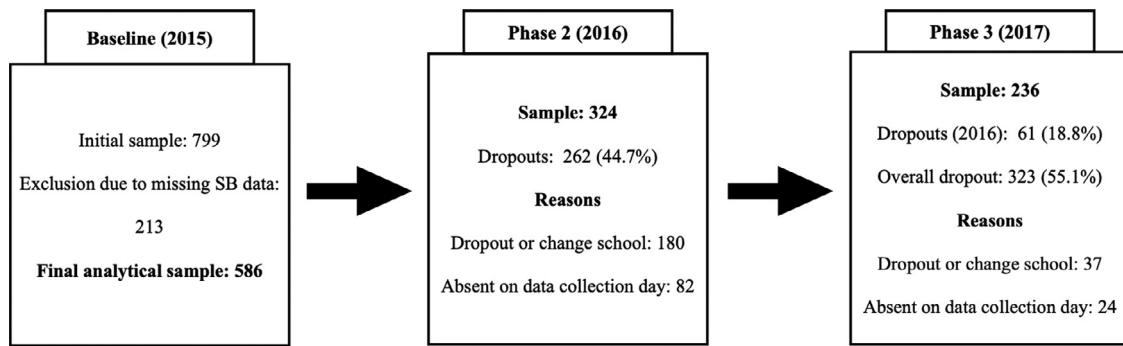 Baseline (2015)
Initial sample: 799
Exclusion due to missing SB data:
213
Final analytical sample: 586
Phase 2 (2016)
Sample: 324
Dropouts: 262 (44.7%)
Reasons
Dropout or change school: 180
Absent on data collection day: 82
Phase 3 (2017)
Sample: 236
Dropouts (2016): 61 (18.8%)
Overall dropout: 323 (55.1%)
Reasons
Dropout or change school: 37
Absent on data collection day: 24